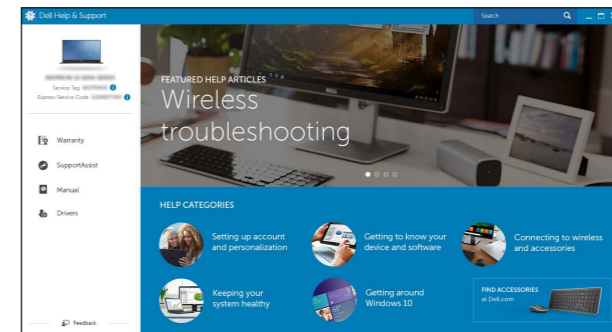 Dell Help & Support
Search
Service Tag
Express Service Code
Warranty
SupportAssist
Manual
Drivers
Feedback
FEATURED HELP ARTICLES
Wireless
troubleshooting
HELP CATEGORIES
Setting up account
and personalization
Getting to know your
device and software
Connecting to wireless
and accessories
Keeping your
system healthy
Getting around
Windows 10
FIND ACCESSORIES
at Dell.com